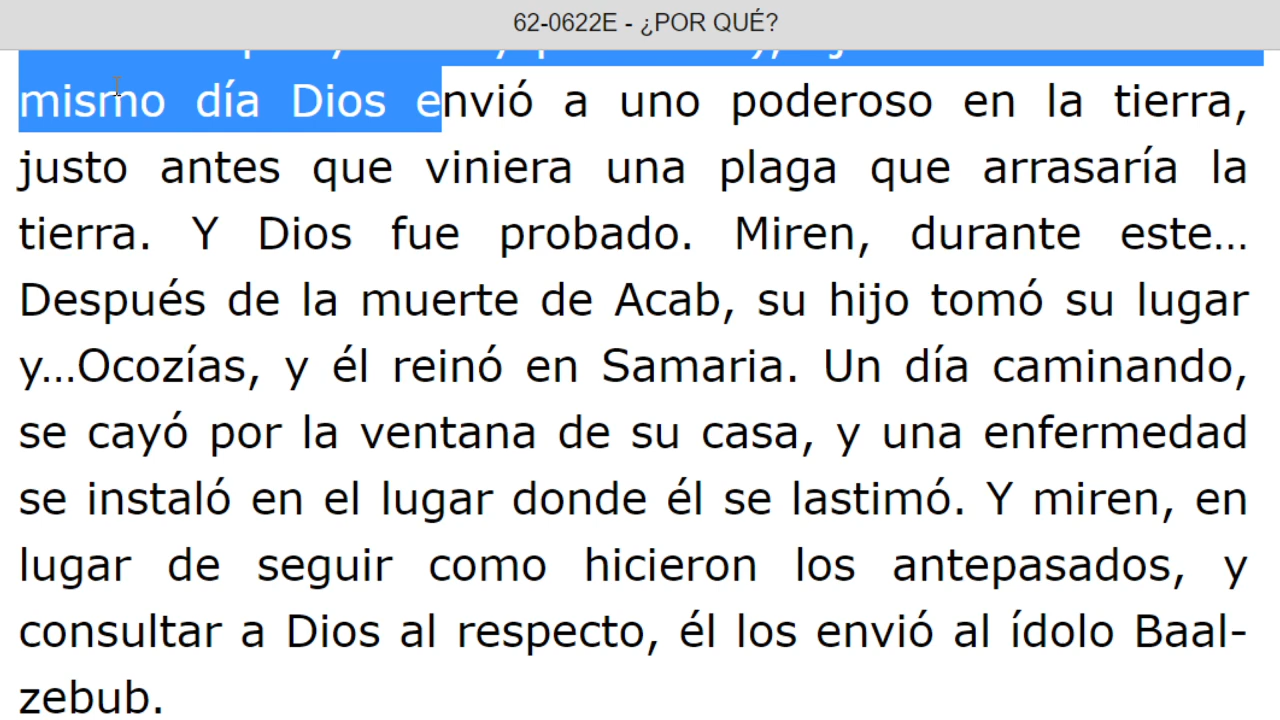 62-0622E - ¿POR QUÉ?
mismo día Dios envió a uno poderoso en la tierra,
justo antes que viniera una plaga que arrasaría la
tierra. Y Dios fue probado. Miren, durante este…
Después de la muerte de Acab, su hijo tomó su lugar
y…Ocozías, y él reinó en Samaria. Un día caminando,
se cayó por la ventana de su casa, y una enfermedad
se instaló en el lugar donde él se lastimó. Y miren, en
lugar de seguir como hicieron los antepasados, y
consultar a Dios al respecto, él los envió al ídolo Baal-
zebub.